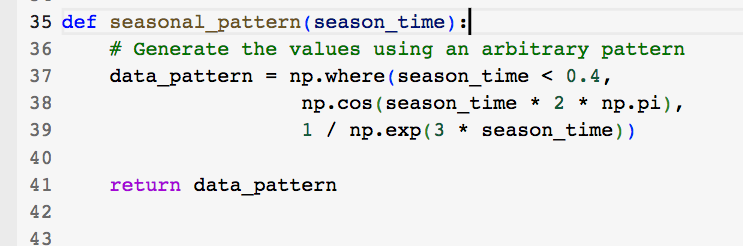 35 def seasonal_pattern(season_time):
36     # Generate the values using an arbitrary pattern
37     data_pattern = np.where(season_time < 0.4,
38                     np.cos(season_time * 2 * np.pi),
39                     1 / np.exp(3 * season_time))
40
41     return data_pattern
42
43